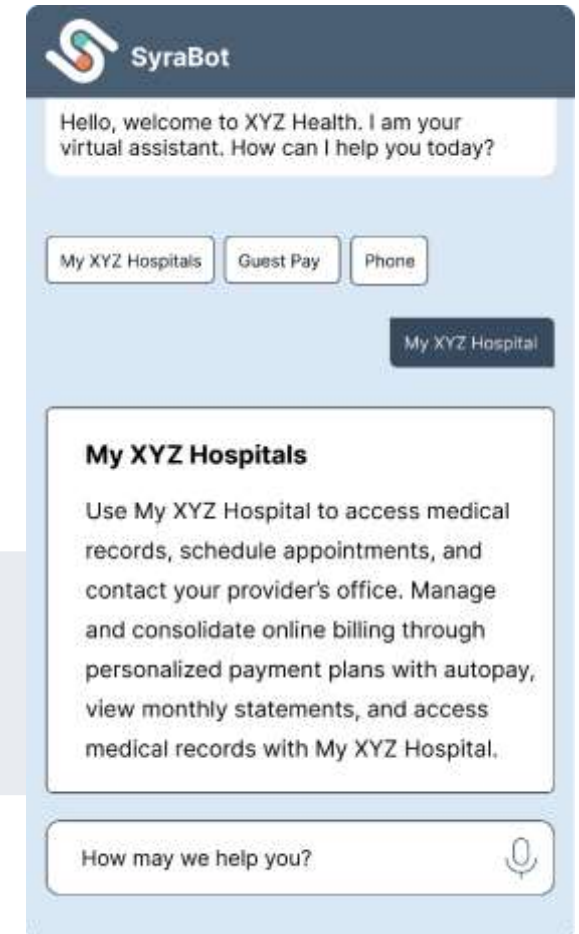 SyraBot
Hello, welcome to XYZ Health. I am your
virtual assistant. How can I help you today?
My XYZ Hospitals
Guest Pay
Phone
My XYZ Hospital
My XYZ Hospitals
Use My XYZ Hospital to access medical
records, schedule appointments, and
contact your provider's office. Manage
and consolidate online billing through
personalized payment plans with autopay,
view monthly statements, and access
medical records with My XYZ Hospital.
How may we help you?